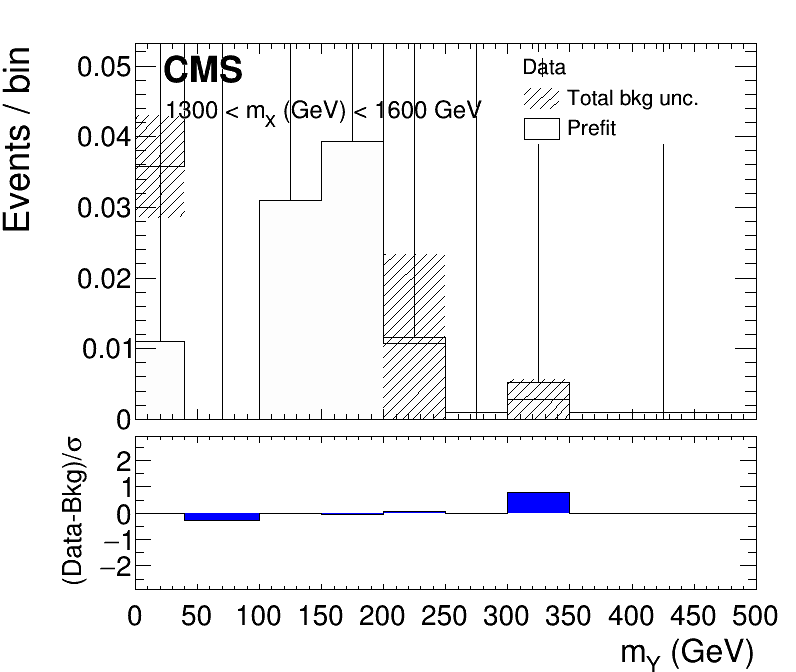 CMS
1300 < mX (GeV) < 1600 GeV
Data
Total bkg unc.
Prefit
Events / bin
0.05
0.04
0.03
0.02
0.01
0
(Data-Bkg)/σ
2
1
0
−1
−2
0 50 100 150 200 250 300 350 400 450 500
mY (GeV)